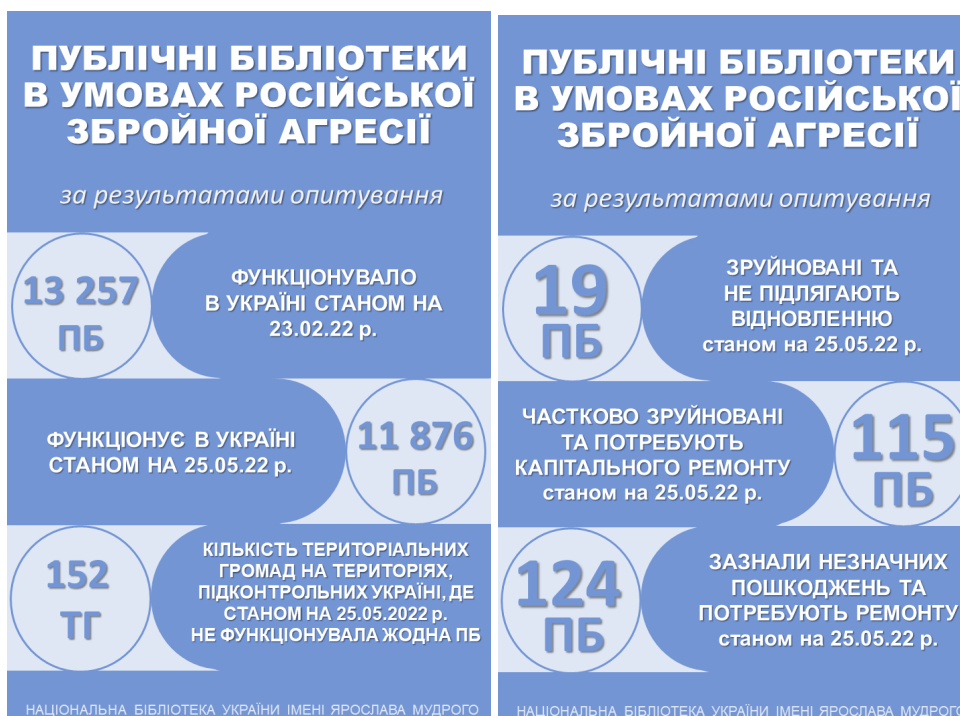 ПУБЛІЧНІ БІБЛІОТЕКИ
В УМОВАХ РОСІЙСЬКОЇ
ЗБРОЙНОЇ АГРЕСІЇ
за результатами опитування
13 257
ПБ
ФУНКЦІОНУВАЛО
В УКРАЇНІ СТАНОМ НА
23.02.22 р.
ФУНКЦІОНУЄ В УКРАЇНІ
СТАНОМ НА 25.05.22 р.
11 876
ПБ
152
ТГ
КІЛЬКІСТЬ ТЕРИТОРІАЛЬНИХ
ГРОМАД НА ТЕРИТОРІЯХ,
ПІДКОНТРОЛЬНИХ УКРАЇНІ, ДЕ
СТАНОМ НА 25.05.2022 р.
НЕ ФУНКЦІОНУВАЛА ЖОДНА ПБ
НАЦІОНАЛЬНА БІБЛІОТЕКА УКРАЇНИ ІМЕНІ ЯРОСЛАВА МУДРОГО
ПУБЛІЧНІ БІБЛІОТЕКИ
В УМОВАХ РОСІЙСЬКОЇ
ЗБРОЙНОЇ АГРЕСІЇ
за результатами опитування
19
ПБ
ЗРУЙНОВАНІ ТА
НЕ ПІДЛЯГАЮТЬ
ВІДНОВЛЕННЮ
станом на 25.05.22 р.
ЧАСТКОВО ЗРУЙНОВАНІ
ТА ПОТРЕБУЮТЬ
КАПІТАЛЬНОГО РЕМОНТУ
станом на 25.05.22 р.
115
ПБ
124
ПБ
ЗАЗНАЛИ НЕЗНАЧНИХ
ПОШКОДЖЕНЬ ТА
ПОТРЕБУЮТЬ РЕМОНТУ
станом на 25.05.22 р.
НАЦІОНАЛЬНА БІБЛІОТЕКА УКРАЇНИ ІМЕНІ ЯРОСЛАВА МУДРОГО